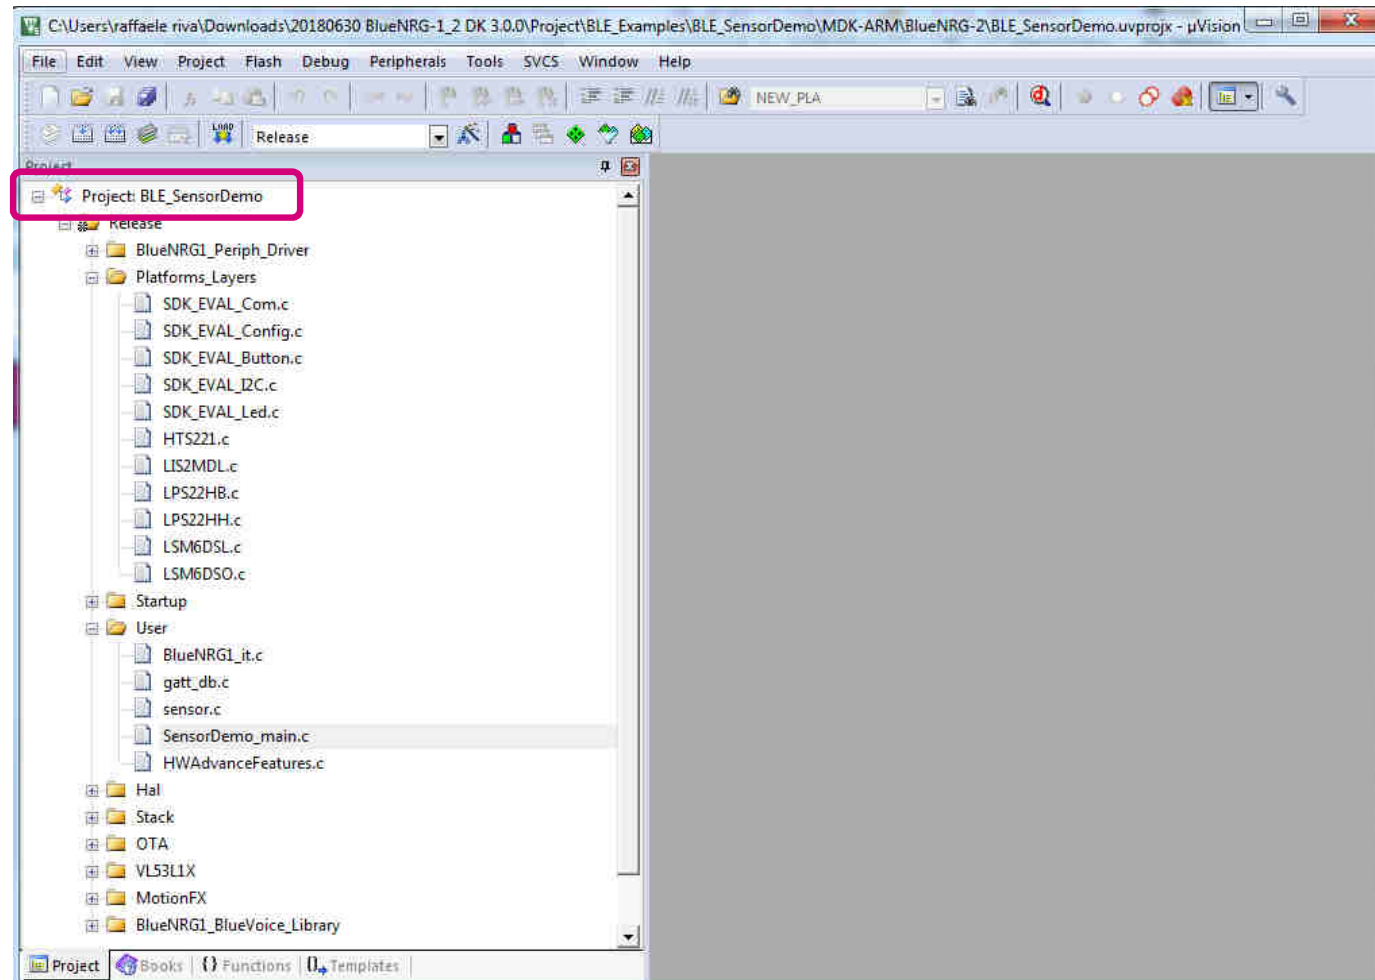 C:\Users\raffaele riva\Downloads\20180630 BlueNRG-1_2 DK 3.0.0\Project\BLE_Examples\BLE_SensorDemo\MDK-ARM\BlueNRG-2\BLE_SensorDemo.uvprojx - µVision
File Edit View Project Flash Debug Peripherals Tools SVCS Window Help
NEW_PLA
LOAD Release
Project
Project: BLE_SensorDemo
Release
BlueNRG1_Periph_Driver
Platforms_Layers
SDK_EVAL_Com.c
SDK_EVAL_Config.c
SDK_EVAL_Button.c
SDK_EVAL_I2C.c
SDK_EVAL_Led.c
HTS221.c
LIS2MDL.c
LPS22HB.c
LPS22HH.c
LSM6DSL.c
LSM6DSO.c
Startup
User
BlueNRG1_it.c
gatt_db.c
sensor.c
SensorDemo_main.c
HWAdvanceFeatures.c
Hal
Stack
OTA
VL53L1X
MotionFX
BlueNRG1_BlueVoice_Library
Project Books {} Functions 0 Templates